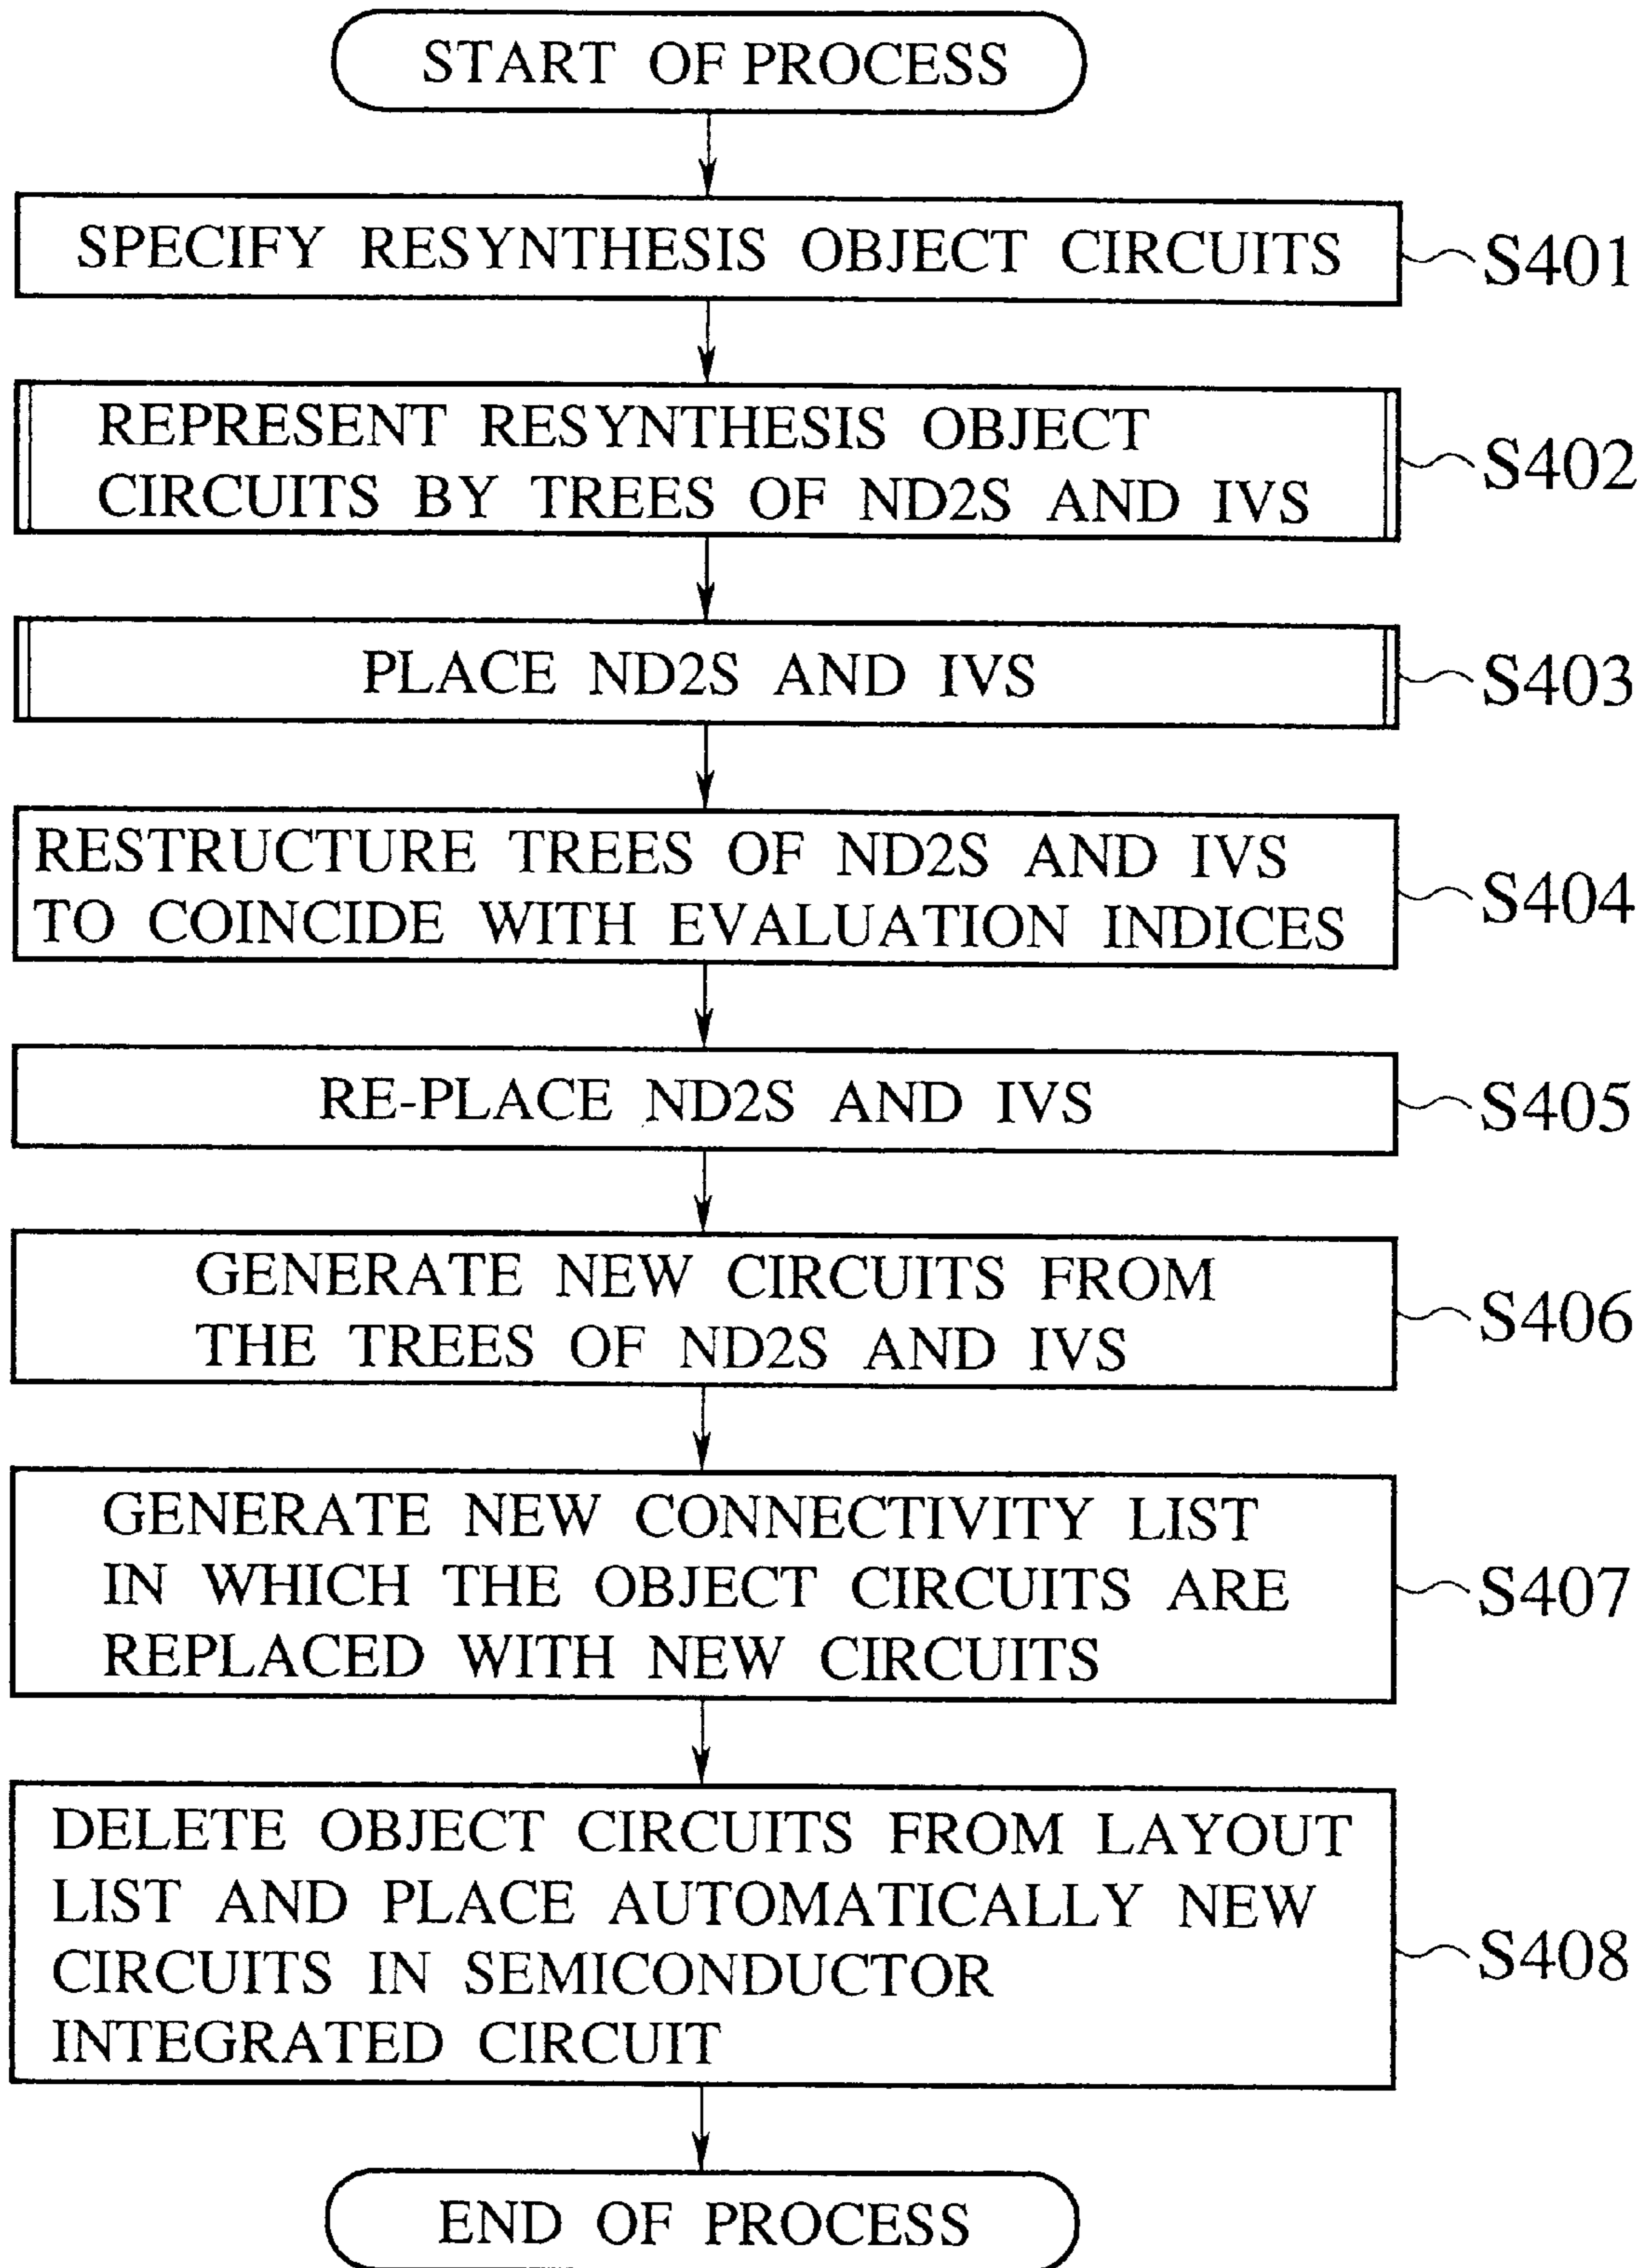 START OF PROCESS
SPECIFY RESYNTHESIS OBJECT CIRCUITS
S401
REPRESENT RESYNTHESIS OBJECT
CIRCUITS BY TREES OF ND2S AND IVS
S402
PLACE ND2S AND IVS
S403
RESTRUCTURE TREES OF ND2S AND IVS
TO COINCIDE WITH EVALUATION INDICES
S404
RE-PLACE ND2S AND IVS
S405
GENERATE NEW CIRCUITS FROM
THE TREES OF ND2S AND IVS
S406
GENERATE NEW CONNECTIVITY LIST
IN WHICH THE OBJECT CIRCUITS ARE
REPLACED WITH NEW CIRCUITS
S407
DELETE OBJECT CIRCUITS FROM LAYOUT
LIST AND PLACE AUTOMATICALLY NEW
CIRCUITS IN SEMICONDUCTOR
INTEGRATED CIRCUIT
S408
END OF PROCESS